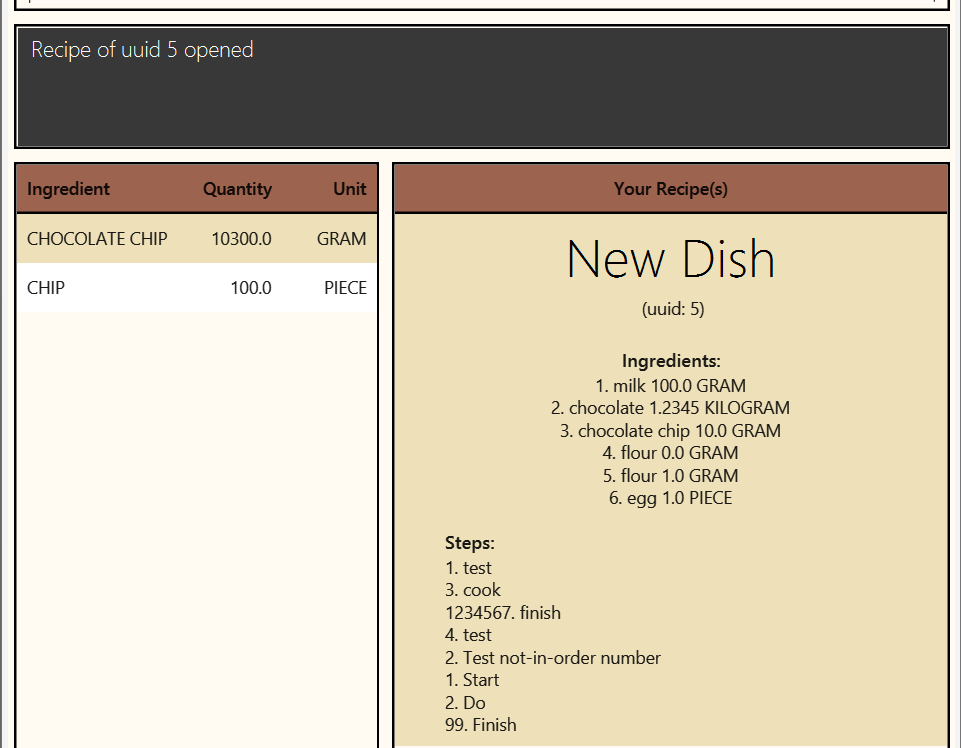 Recipe of uuid 5 opened
Ingredient Quantity Unit
CHOCOLATE CHIP 10300.0 GRAM
CHIP 100.0 PIECE
Your Recipe(s)
New Dish
(uuid: 5)
Ingredients:
1. milk 100.0 GRAM
2. chocolate 1.2345 KILOGRAM
3. chocolate chip 10.0 GRAM
4. flour 0.0 GRAM
5. flour 1.0 GRAM
6. egg 1.0 PIECE
Steps:
1. test
3. cook
1234567. finish
4. test
2. Test not-in-order number
1. Start
2. Do
99. Finish